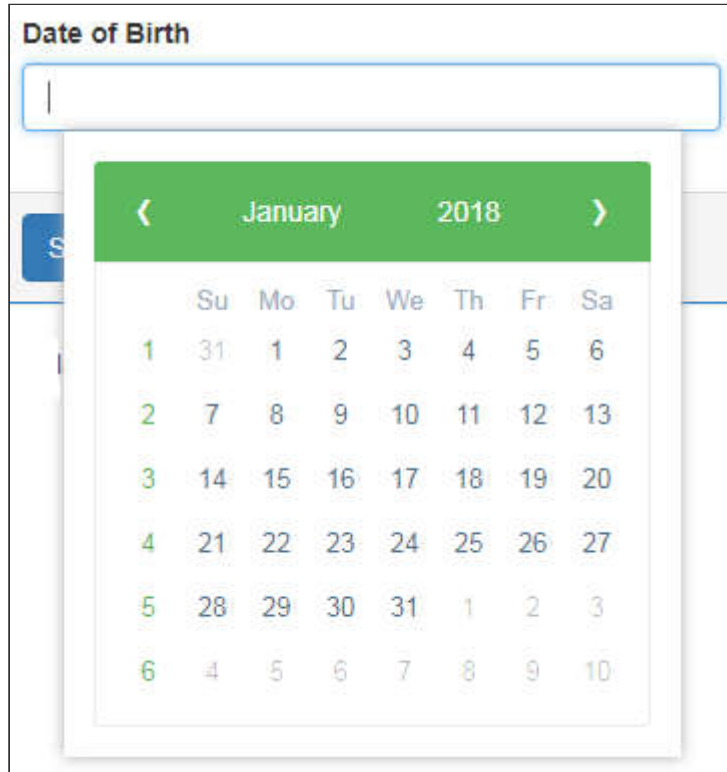 Date of Birth
❮ January 2018 ❯
S
Su Mo Tu We Th Fr Sa
1 31 1 2 3 4 5 6
2 7 8 9 10 11 12 13
3 14 15 16 17 18 19 20
4 21 22 23 24 25 26 27
5 28 29 30 31 1 2 3
6 4 5 6 7 8 9 10